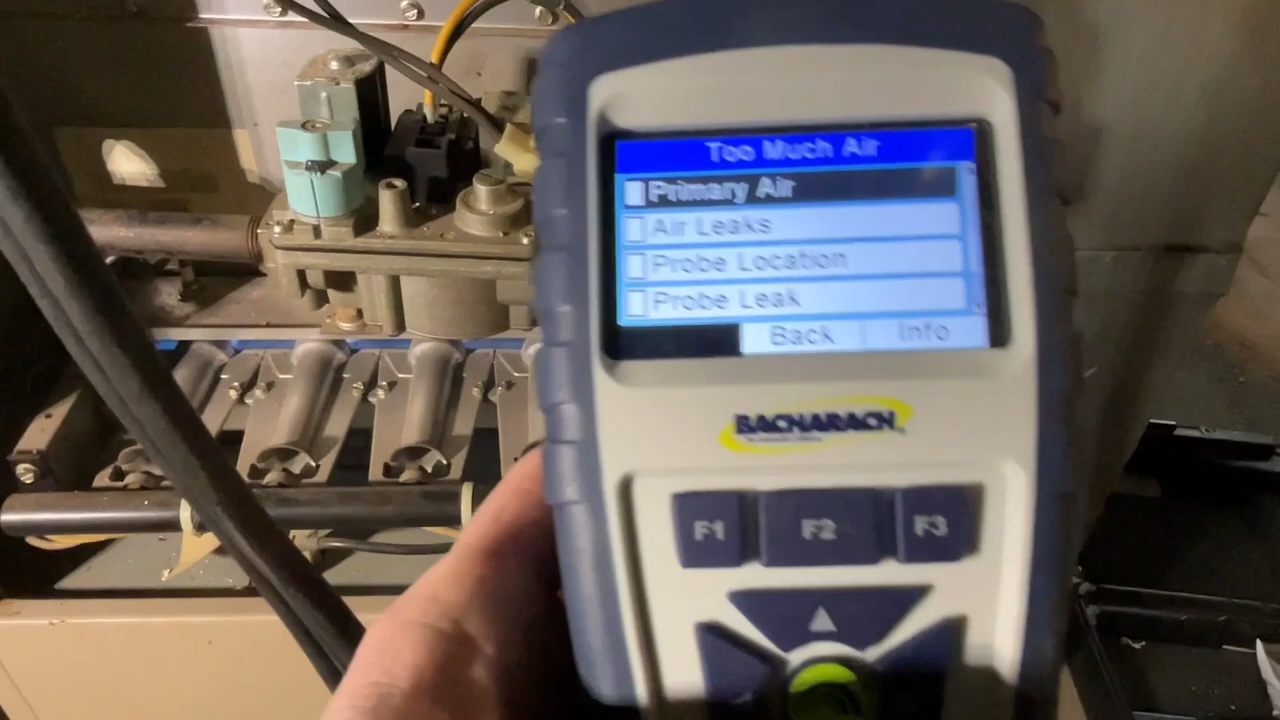 Too Much Air
Primary Air
Air Leaks
Probe Location
Probe Leak
Back Info
BACHARACH
F1 F2 F3